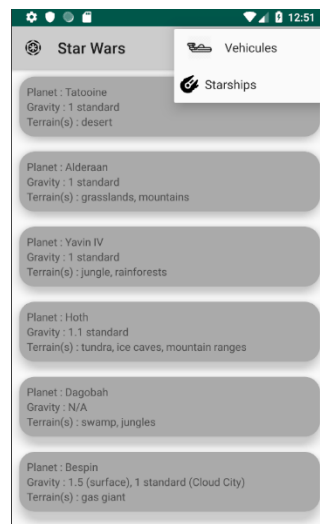 12:51
Star Wars
Vehicules
Starships
Planet : Tatooine
Gravity : 1 standard
Terrain(s) : desert
Planet : Alderaan
Gravity : 1 standard
Terrain(s) : grasslands, mountains
Planet : Yavin IV
Gravity : 1 standard
Terrain(s) : jungle, rainforests
Planet : Hoth
Gravity : 1.1 standard
Terrain(s) : tundra, ice caves, mountain ranges
Planet : Dagobah
Gravity : N/A
Terrain(s) : swamp, jungles
Planet : Bespin
Gravity : 1.5 (surface), 1 standard (Cloud City)
Terrain(s) : gas giant